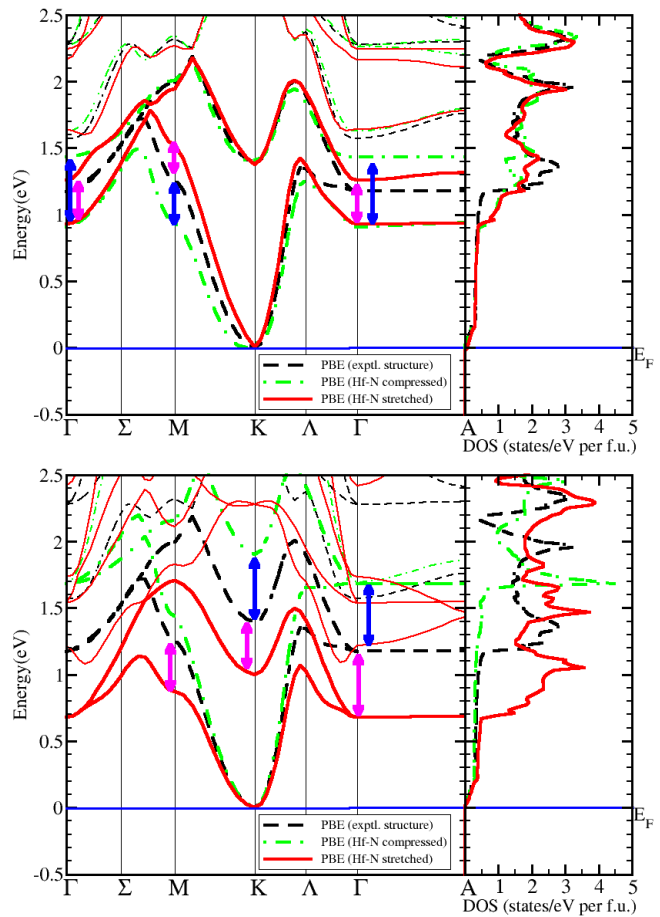 2.5
2
1.5
1
0.5
0
-0.5
Energy(eV)
PBE (exptl. structure)
PBE (Hf-N compressed)
PBE (Hf-N stretched)
E_F
Γ Σ M K Λ Γ A
1 2 3 4 5
DOS (states/eV per f.u.)
2.5
2
1.5
1
0.5
0
-0.5
Energy(eV)
PBE (exptl. structure)
PBE (Hf-N compressed)
PBE (Hf-N stretched)
E_F
Γ Σ M K Λ Γ A
1 2 3 4 5
DOS (states/eV per f.u.)